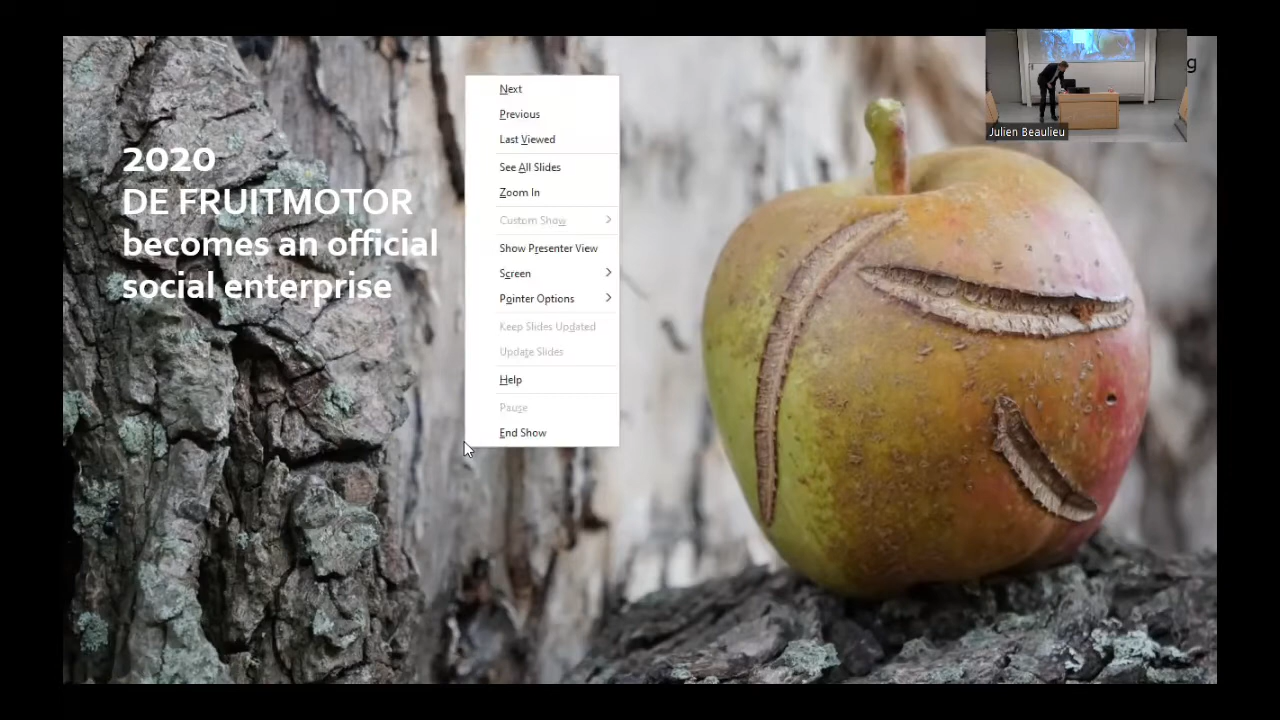 2020
DE FRUITMOTOR
becomes an official
social enterprise
Next
Previous
Last Viewed
See All Slides
Zoom In
Custom Show
Show Presenter View
Screen
Pointer Options
Keep Slides Updated
Update Slides
Help
Pause
End Show
g
Julien Beaulieu